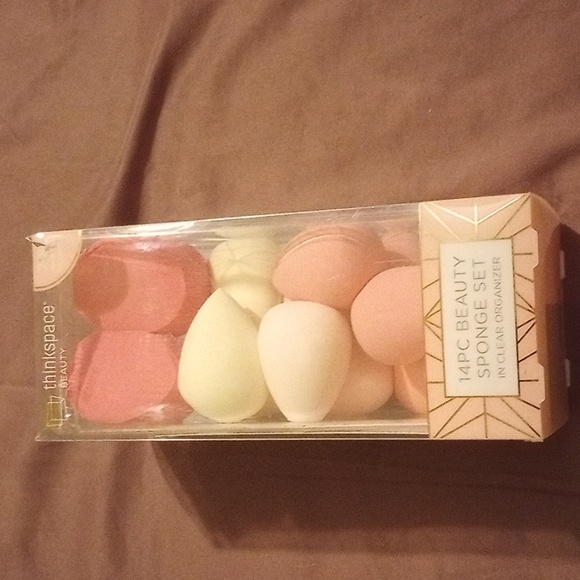 thinkspace®
BEAUTY
14PC BEAUTY
SPONGE SET
IN CLEAR ORGANIZER